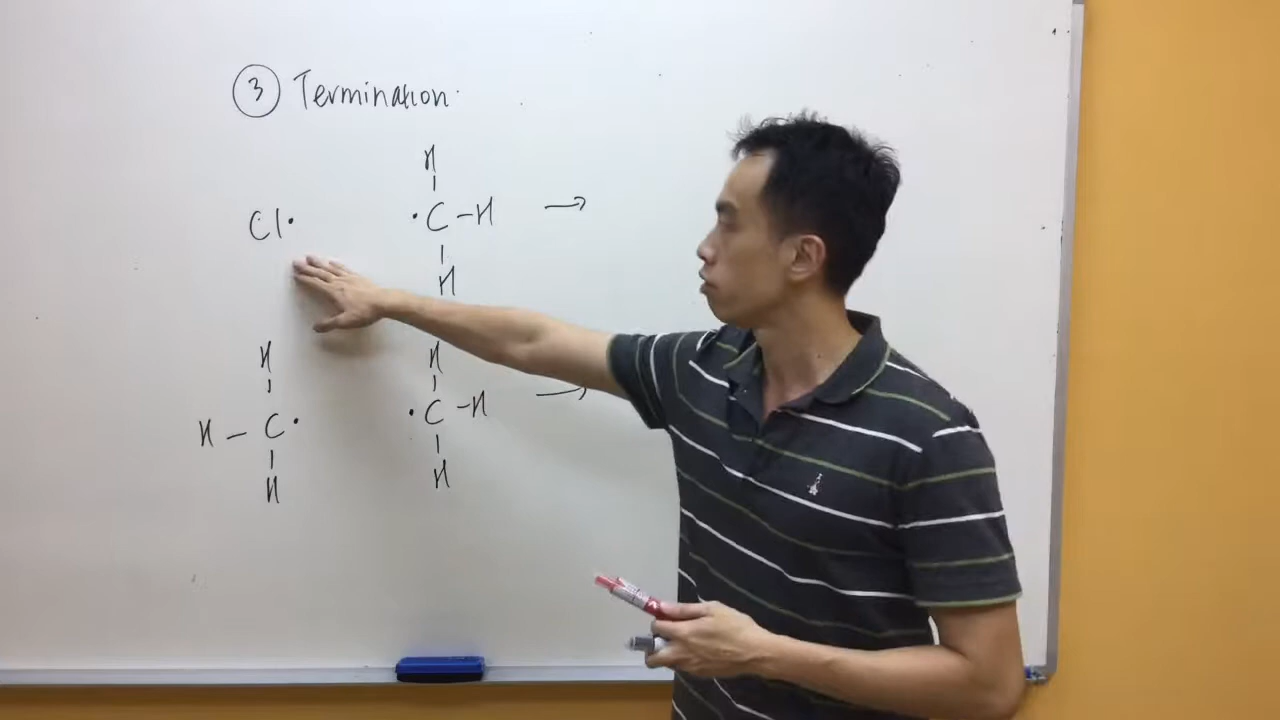 ③ Termination
H
|
Cl• •C–H →
|
H
H H
| |
H–C• •C–H →
| |
H H